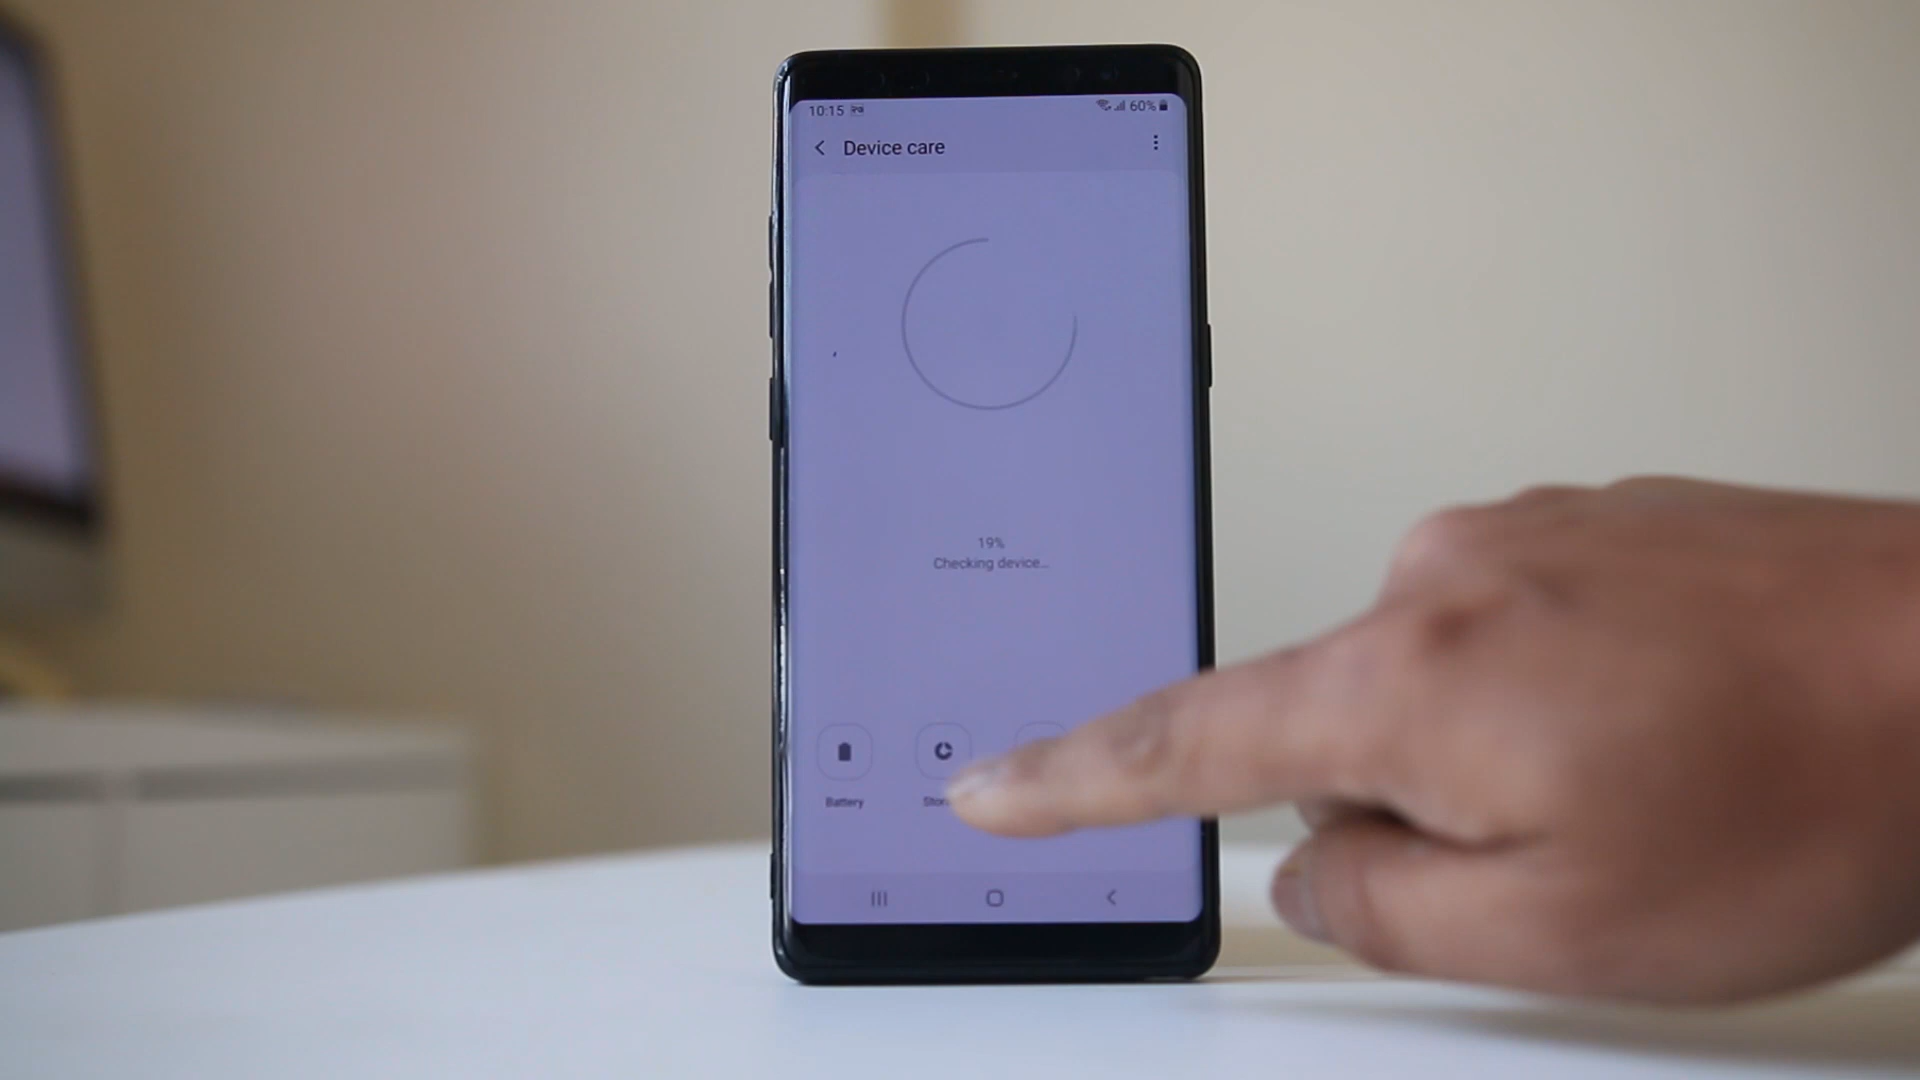 10:15
60%
Device care
19%
Checking device...
Battery